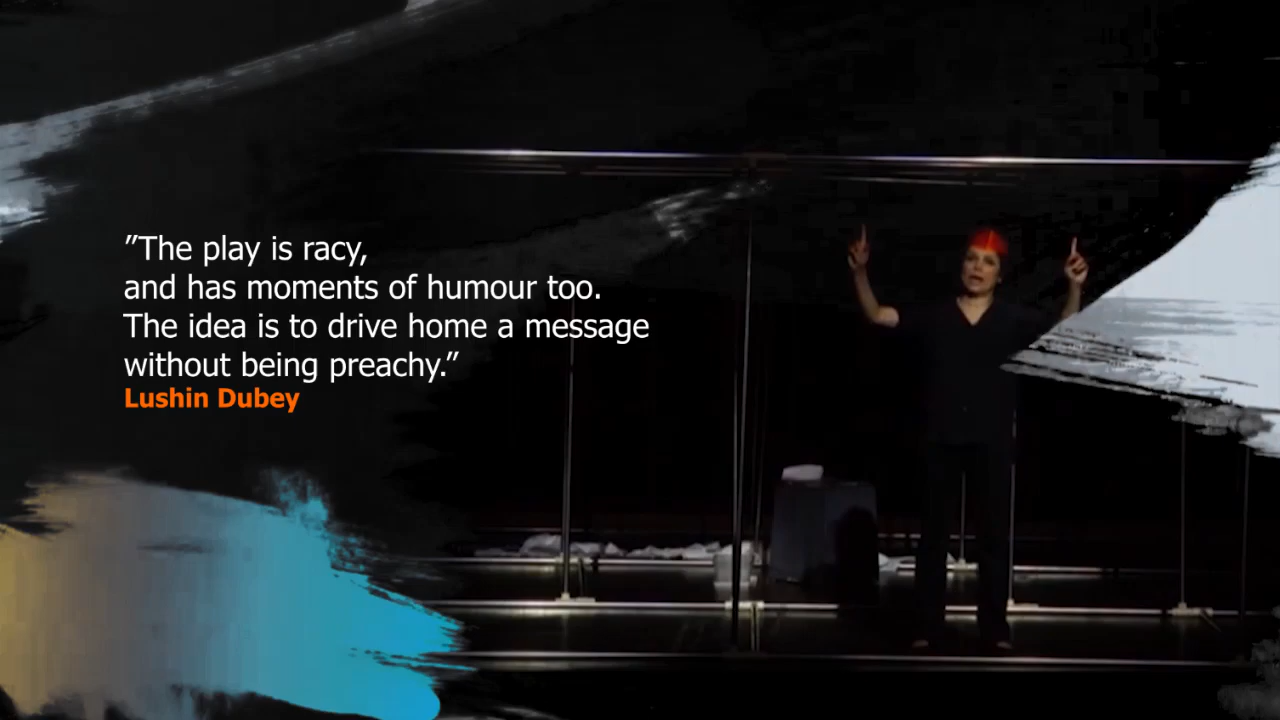 ”The play is racy,
and has moments of humour too.
The idea is to drive home a message
without being preachy.”
Lushin Dubey